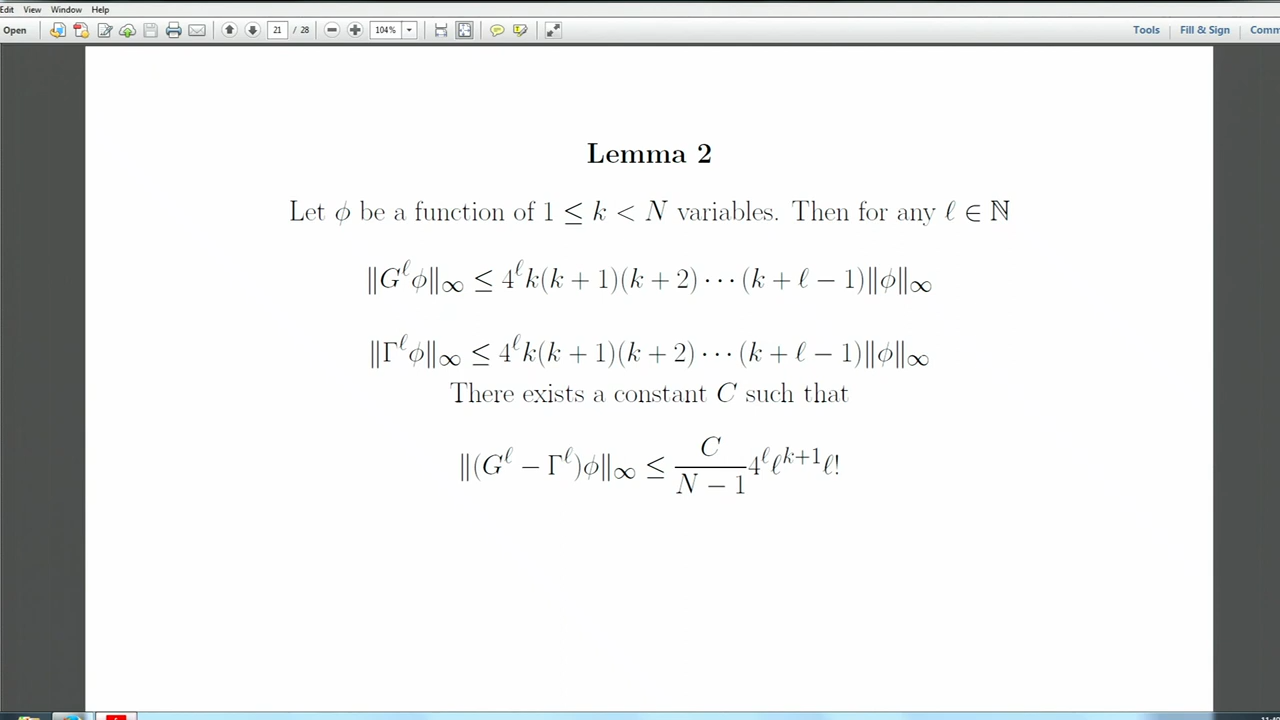 Edit View Window Help
Open 21 / 28 104% Tools Fill & Sign Comm
Lemma 2
Let ϕ be a function of 1 ≤ k < N variables. Then for any ℓ ∈ ℕ
‖G^ℓ ϕ‖_∞ ≤ 4^ℓ k(k + 1)(k + 2) ⋯ (k + ℓ − 1)‖ϕ‖_∞
‖Γ^ℓ ϕ‖_∞ ≤ 4^ℓ k(k + 1)(k + 2) ⋯ (k + ℓ − 1)‖ϕ‖_∞
There exists a constant C such that
‖(G^ℓ − Γ^ℓ)ϕ‖_∞ ≤ \frac{C}{N − 1} 4^ℓ ℓ^{k+1} ℓ!